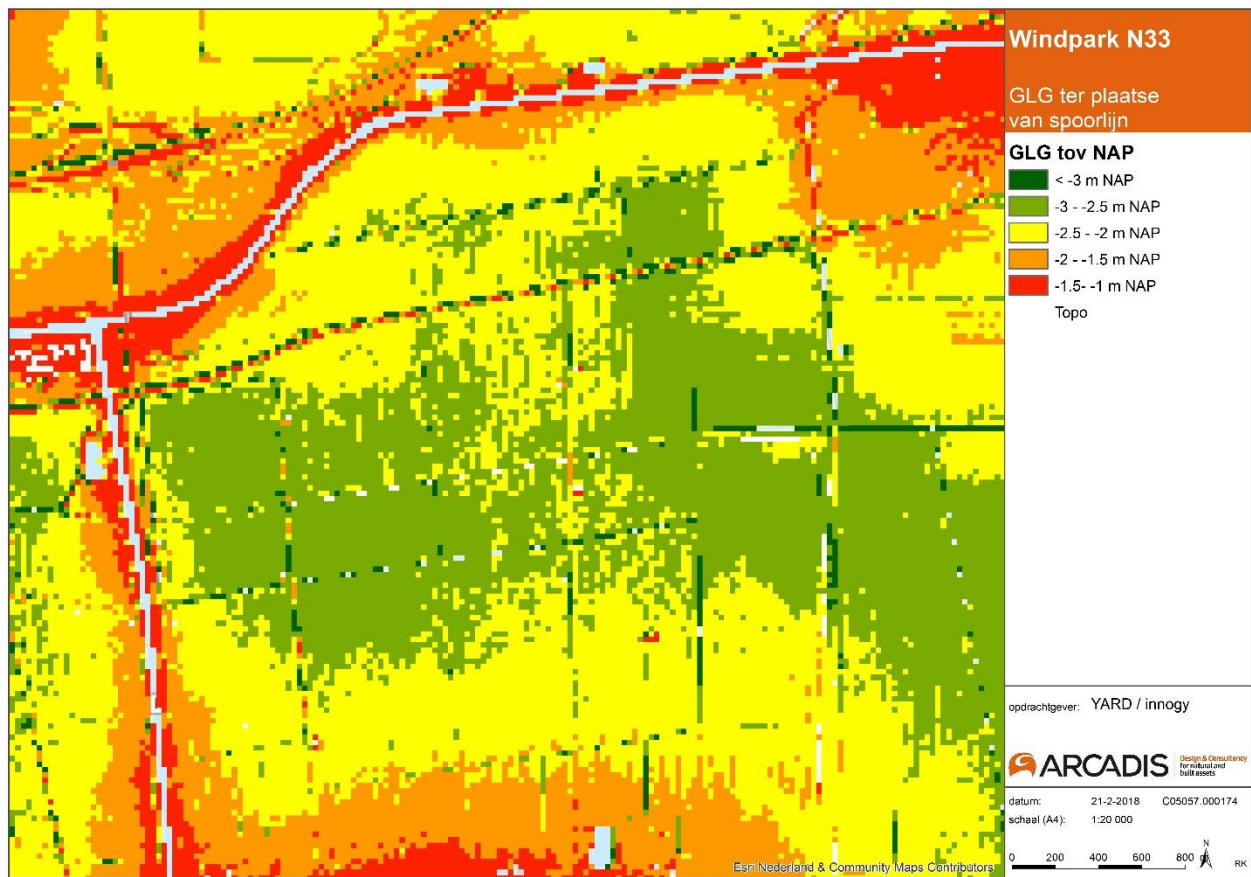 Windpark N33
GLG ter plaatse
van spoorlijn
GLG tov NAP
< -3 m NAP
-3 - -2.5 m NAP
-2.5 - -2 m NAP
-2 - -1.5 m NAP
-1.5- -1 m NAP
Topo
opdrachtgever: YARD / innogy
ARCADIS
Design & Consultancy
for natural and
built assets
datum: 21-2-2018 C05057.000174
schaal (A4): 1:20 000
N
0 200 400 600 800
RK
Esri Nederland & Community Maps Contributors